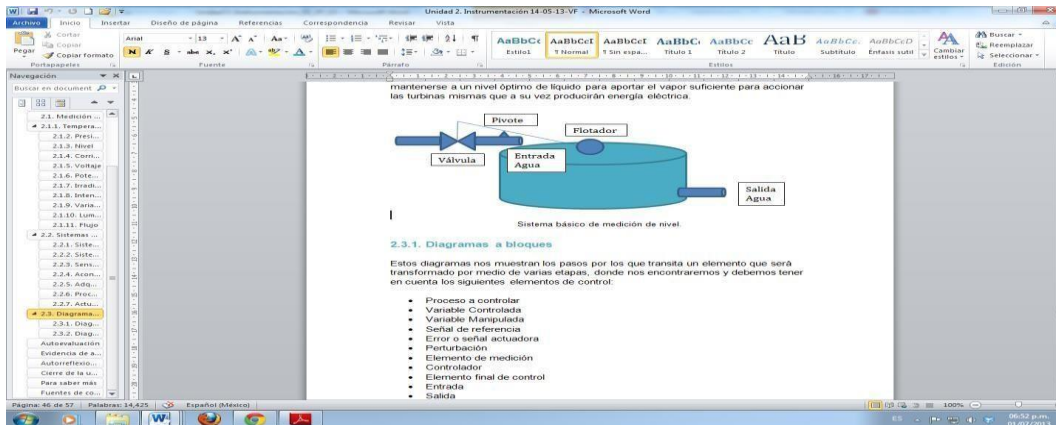 Unidad 2. Instrumentación 14-05-13-VF - Microsoft Word
Archivo Inicio Insertar Diseño de página Referencias Correspondencia Revisar Vista
Cortar
Copiar
Pegar
Copiar formato
Portapapeles
Arial 13
N K S abc
Fuente
Párrafo
AaBbCc AaBbCcI AaBbCcI AaBbC AaBbCc AaB AaBbCc. AaBbCcD
Estilo1 Normal Sin espa... Título 1 Título 2 Título Subtítulo Énfasis sutil
Cambiar estilos
Estilos
Buscar
Reemplazar
Seleccionar
Edición
Navegación
Buscar en document
2.1. Medición ...
2.1.1. Tempera...
2.1.2. Presi...
2.1.3. Nivel
2.1.4. Corri...
2.1.5. Voltaje
2.1.6. Pote...
2.1.7. Irradi...
2.1.8. Inten...
2.1.9. Varia...
2.1.10. Lum...
2.1.11. Flujo
2.2. Sistemas ...
2.2.1. Siste...
2.2.2. Siste...
2.2.3. Sens...
2.2.4. Acon...
2.2.5. Adq...
2.2.6. Proc...
2.2.7. Actu...
2.3. Diagrama...
2.3.1. Diag...
2.3.2. Diag...
Autoevaluación
Evidencia de a...
Autorreflexio...
Cierre de la u...
Para saber más
Fuentes de co...
mantenerse a un nivel óptimo de líquido para aportar el vapor suficiente para accionar
las turbinas mismas que a su vez producirán energía eléctrica.
Pivote
Flotador
Válvula
Entrada
Agua
Salida
Agua
Sistema básico de medición de nivel.
2.3.1. Diagramas a bloques
Estos diagramas nos muestran los pasos por los que transita un elemento que será
transformado por medio de varias etapas, donde nos encontraremos y debemos tener
en cuenta los siguientes elementos de control:
• Proceso a controlar
• Variable Controlada
• Variable Manipulada
• Señal de referencia
• Error o señal actuadora
• Perturbación
• Elemento de medición
• Controlador
• Elemento final de control
• Entrada
• Salida
Página: 46 de 57 Palabras: 14,425 Español (México) 100%
ES 06:52 p.m.
01/07/2013